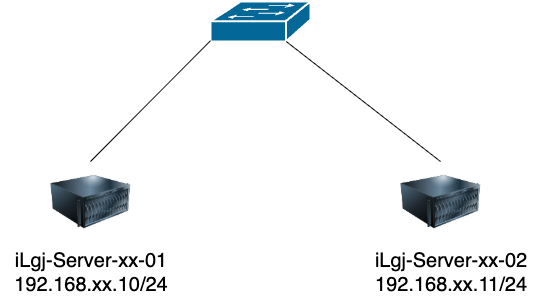 iLgj-Server-xx-01
192.168.xx.10/24
iLgj-Server-xx-02
192.168.xx.11/24